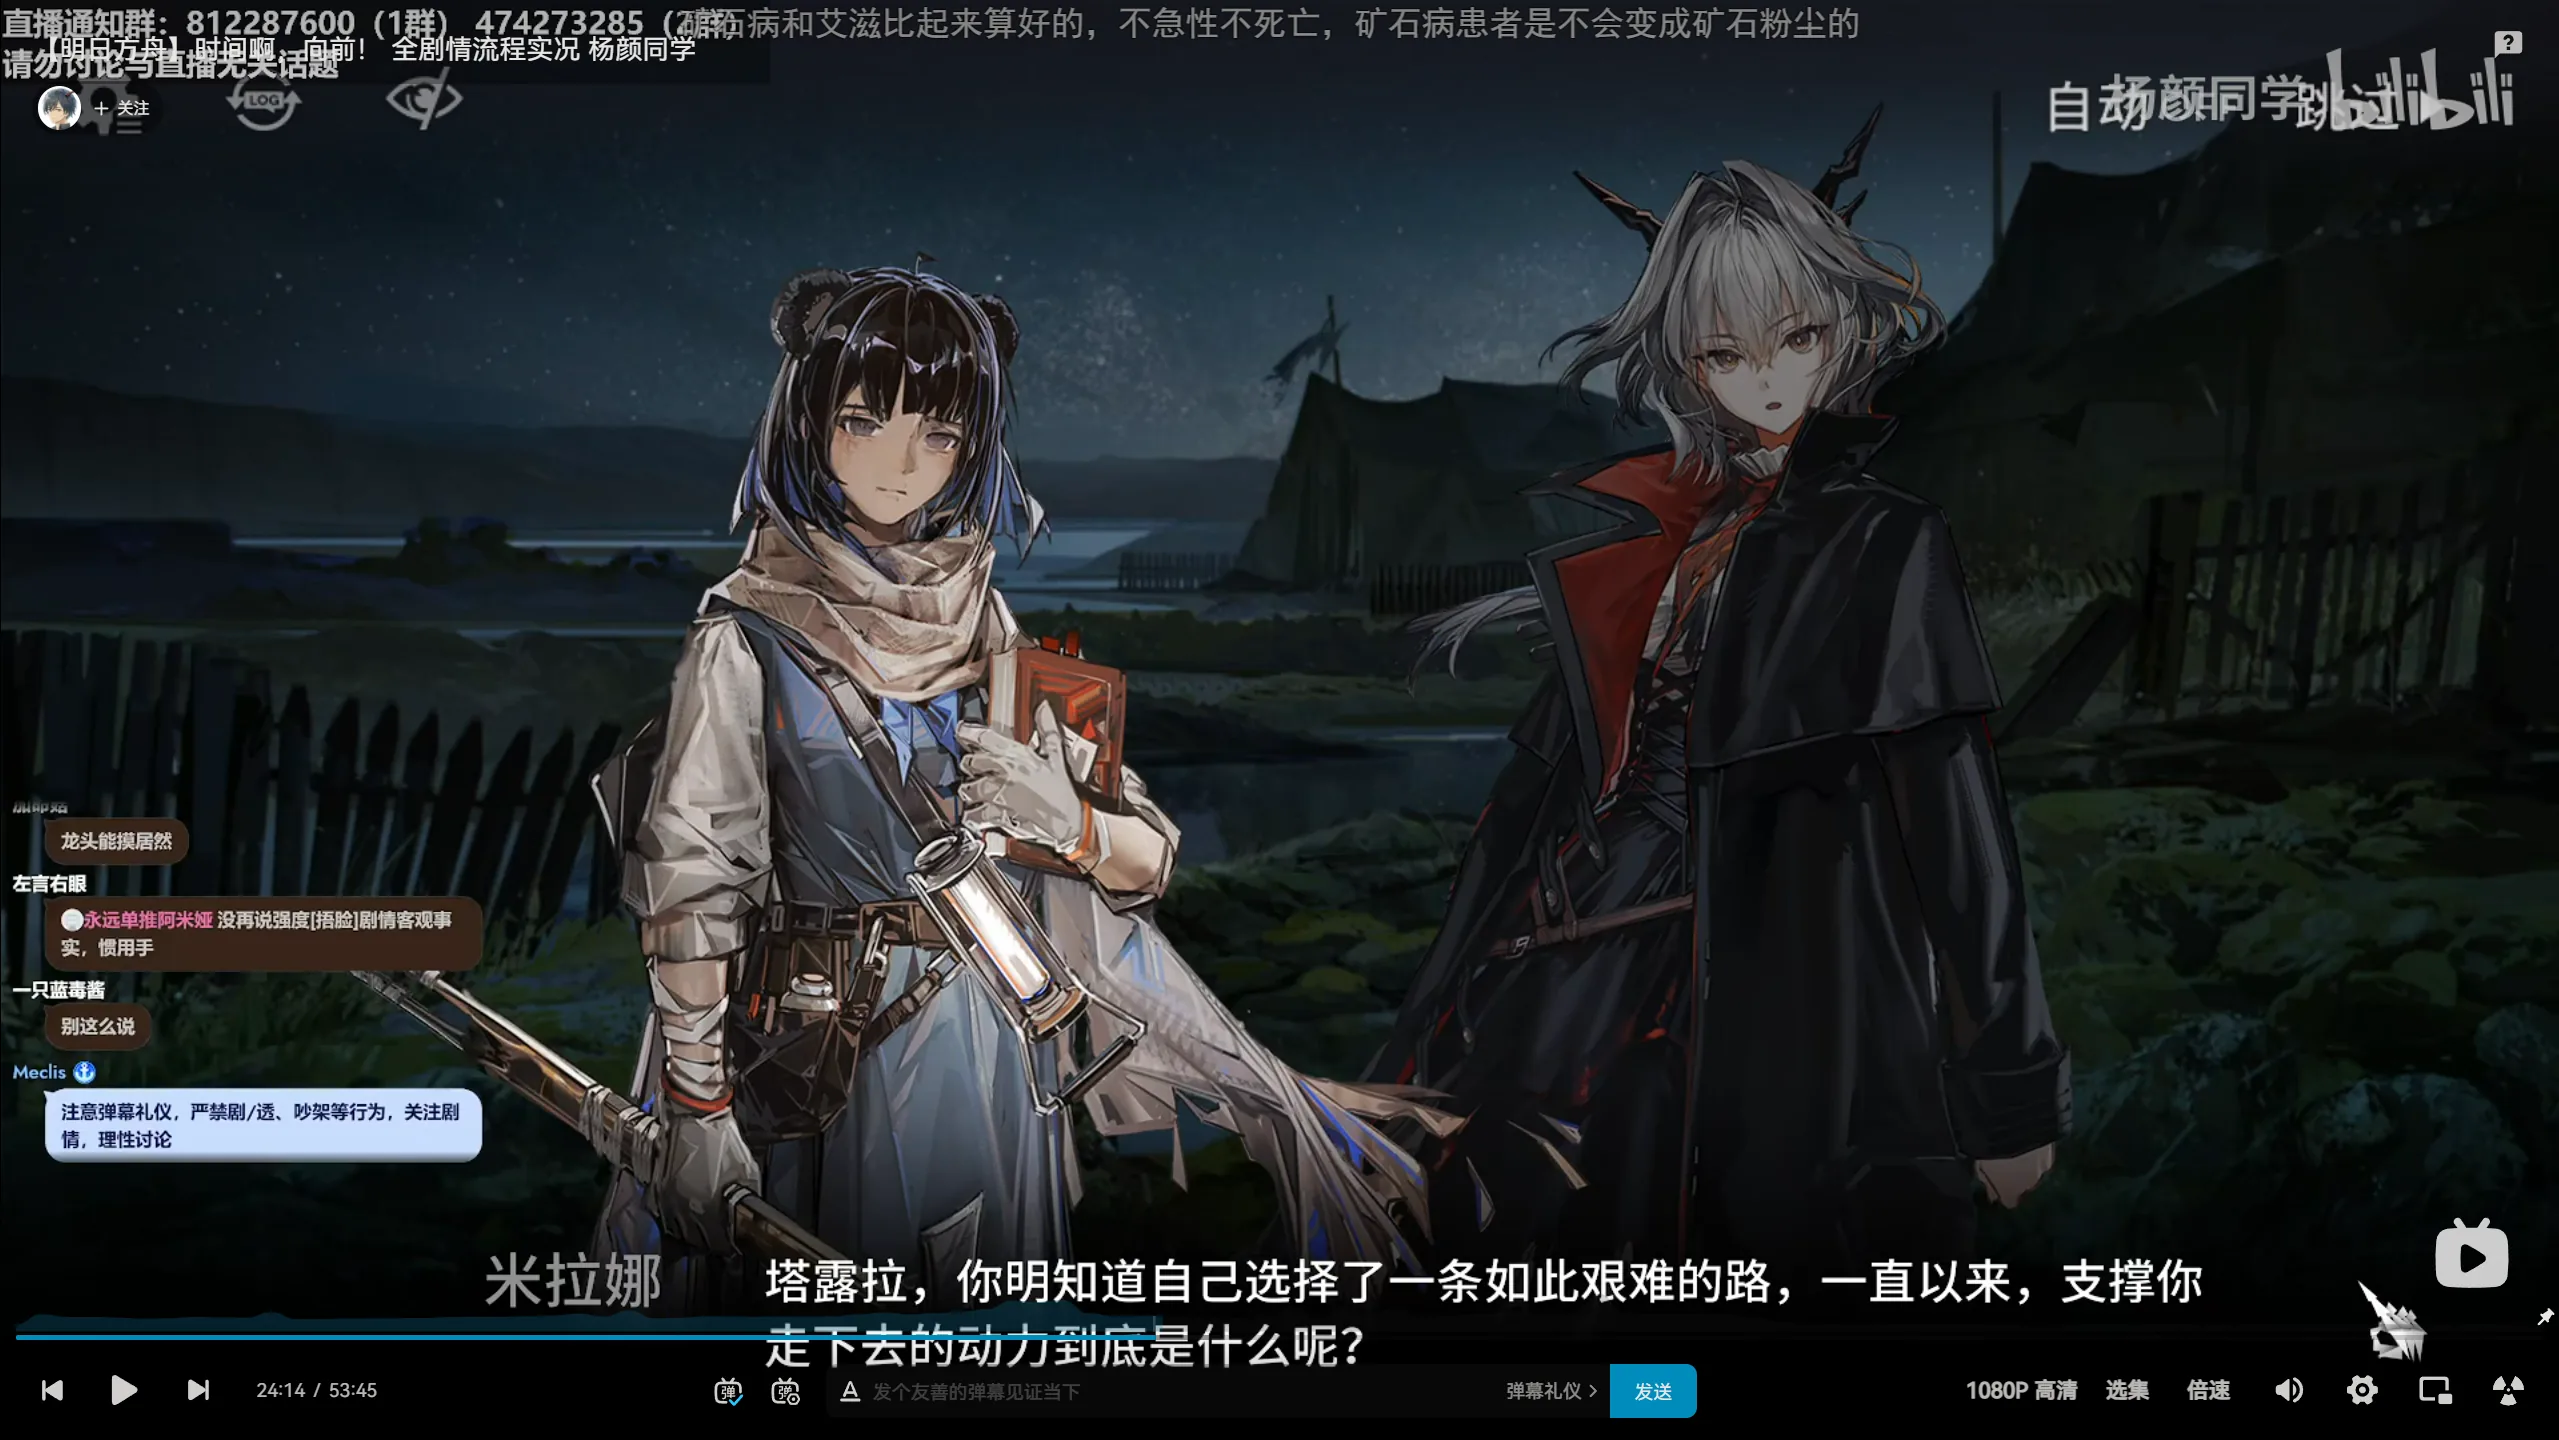 直播通知群：812287600（1群） 474273285（2群）
矿石病和艾滋比起来算好的，不急性不死亡，矿石病患者是不会变成矿石粉尘的
【明日方舟】时间啊，向前！ 全剧情流程实况 杨颜同学
请勿讨论与直播无关话题
+ 关注
LOG
自动
杨颜同学
跳过
bilibili
龙头能摸居然
左言右眼
永远单推阿米娅 没再说强度[捂脸]剧情客观事
实，惯用手
一只蓝毒酱
别这么说
Meclis
注意弹幕礼仪，严禁剧/透、吵架等行为，关注剧
情，理性讨论
米拉娜
塔露拉，你明知道自己选择了一条如此艰难的路，一直以来，支撑你
走下去的动力到底是什么呢？
24:14 / 53:45
弹
弹
A 发个友善的弹幕见证当下
弹幕礼仪 >
发送
1080P 高清
选集
倍速